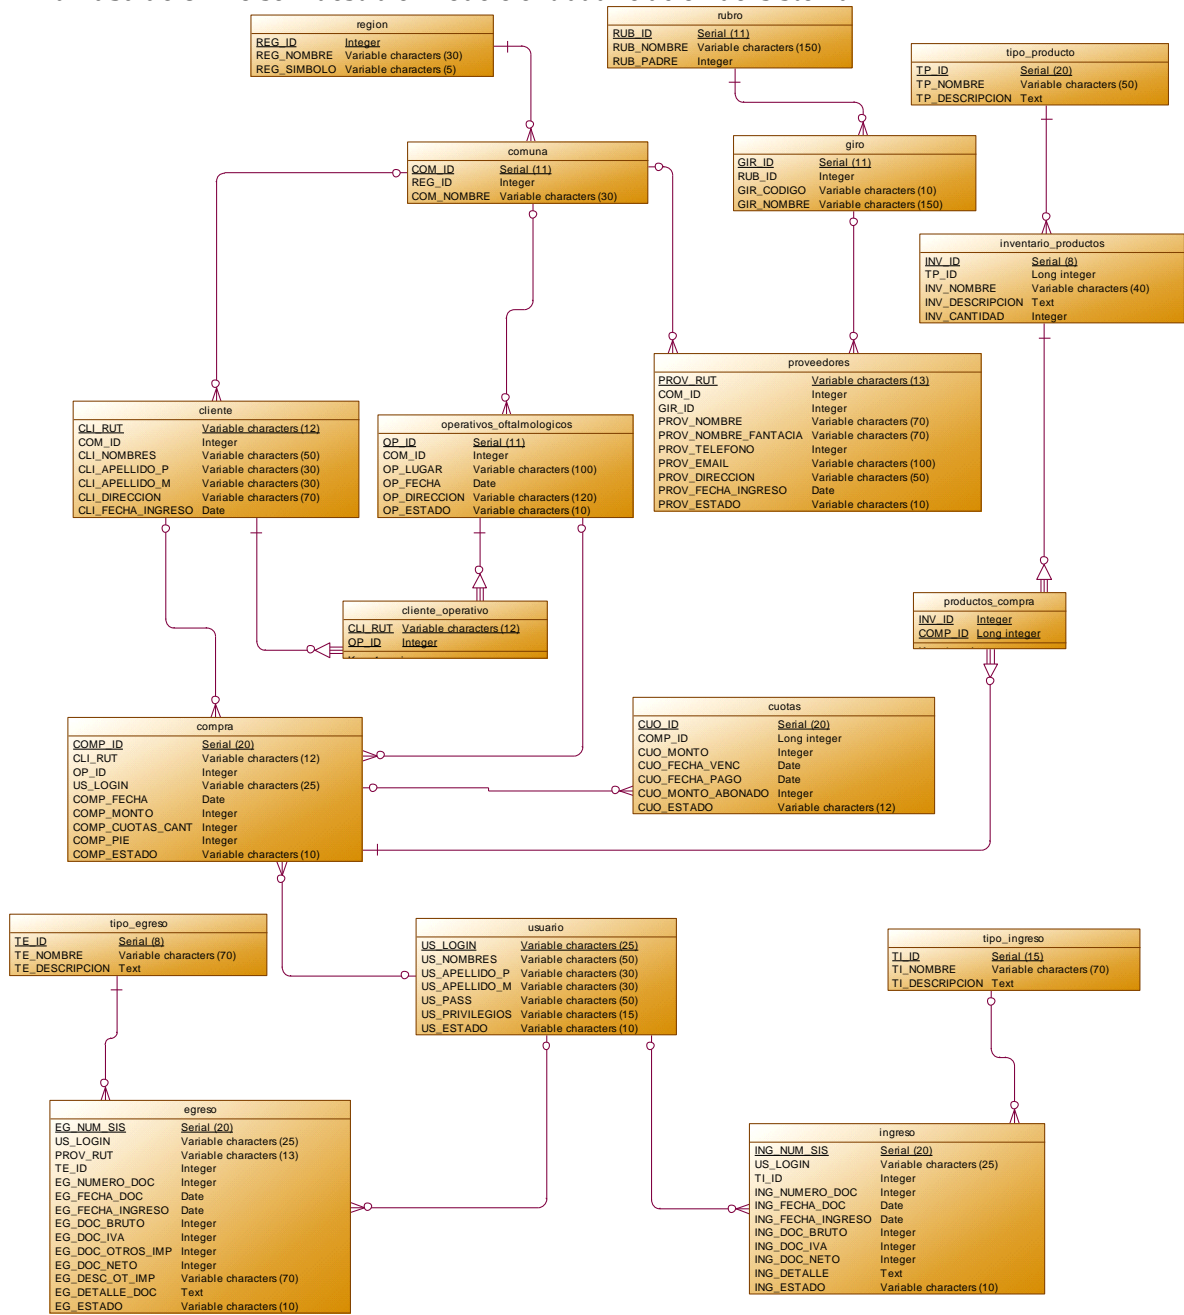 region
REG_ID Integer
REG_NOMBRE Variable characters (30)
REG_SIMBOLO Variable characters (5)
rubro
RUB_ID Serial (11)
RUB_NOMBRE Variable characters (150)
RUB_PADRE Integer
tipo_producto
TP_ID Serial (20)
TP_NOMBRE Variable characters (50)
TP_DESCRIPCION Text
comuna
COM_ID Serial (11)
REG_ID Integer
COM_NOMBRE Variable characters (30)
giro
GIR_ID Serial (11)
RUB_ID Integer
GIR_CODIGO Variable characters (10)
GIR_NOMBRE Variable characters (150)
inventario_productos
INV_ID Serial (8)
TP_ID Long integer
INV_NOMBRE Variable characters (40)
INV_DESCRIPCION Text
INV_CANTIDAD Integer
proveedores
PROV_RUT Variable characters (13)
COM_ID Integer
GIR_ID Integer
PROV_NOMBRE Variable characters (70)
PROV_NOMBRE_FANTACIA Variable characters (70)
PROV_TELEFONO Integer
PROV_EMAIL Variable characters (100)
PROV_DIRECCION Variable characters (50)
PROV_FECHA_INGRESO Date
PROV_ESTADO Variable characters (10)
cliente
CLI_RUT Variable characters (12)
COM_ID Integer
CLI_NOMBRES Variable characters (50)
CLI_APELLIDO_P Variable characters (30)
CLI_APELLIDO_M Variable characters (30)
CLI_DIRECCION Variable characters (70)
CLI_FECHA_INGRESO Date
operativos_oftalmologicos
OP_ID Serial (11)
COM_ID Integer
OP_LUGAR Variable characters (100)
OP_FECHA Date
OP_DIRECCION Variable characters (120)
OP_ESTADO Variable characters (10)
cliente_operativo
CLI_RUT Variable characters (12)
OP_ID Integer
productos_compra
INV_ID Integer
COMP_ID Long integer
compra
COMP_ID Serial (20)
CLI_RUT Variable characters (12)
OP_ID Integer
US_LOGIN Variable characters (25)
COMP_FECHA Date
COMP_MONTO Integer
COMP_CUOTAS_CANT Integer
COMP_PIE Integer
COMP_ESTADO Variable characters (10)
cuotas
CUO_ID Serial (20)
COMP_ID Long integer
CUO_MONTO Integer
CUO_FECHA_VENC Date
CUO_FECHA_PAGO Date
CUO_MONTO_ABONADO Integer
CUO_ESTADO Variable characters (12)
tipo_egreso
TE_ID Serial (8)
TE_NOMBRE Variable characters (70)
TE_DESCRIPCION Text
usuario
US_LOGIN Variable characters (25)
US_NOMBRES Variable characters (50)
US_APELLIDO_P Variable characters (30)
US_APELLIDO_M Variable characters (30)
US_PASS Variable characters (50)
US_PRIVILEGIOS Variable characters (15)
US_ESTADO Variable characters (10)
tipo_ingreso
TI_ID Serial (15)
TI_NOMBRE Variable characters (70)
TI_DESCRIPCION Text
egreso
EG_NUM_SIS Serial (20)
US_LOGIN Variable characters (25)
PROV_RUT Variable characters (13)
TE_ID Integer
EG_NUMERO_DOC Integer
EG_FECHA_DOC Date
EG_FECHA_INGRESO Date
EG_DOC_BRUTO Integer
EG_DOC_IVA Integer
EG_DOC_OTROS_IMP Integer
EG_DOC_NETO Integer
EG_DESC_OT_IMP Variable characters (70)
EG_DETALLE_DOC Text
EG_ESTADO Variable characters (10)
ingreso
ING_NUM_SIS Serial (20)
US_LOGIN Variable characters (25)
TI_ID Integer
ING_NUMERO_DOC Integer
ING_FECHA_DOC Date
ING_FECHA_INGRESO Date
ING_DOC_BRUTO Integer
ING_DOC_IVA Integer
ING_DOC_NETO Integer
ING_DETALLE Text
ING_ESTADO Variable characters (10)